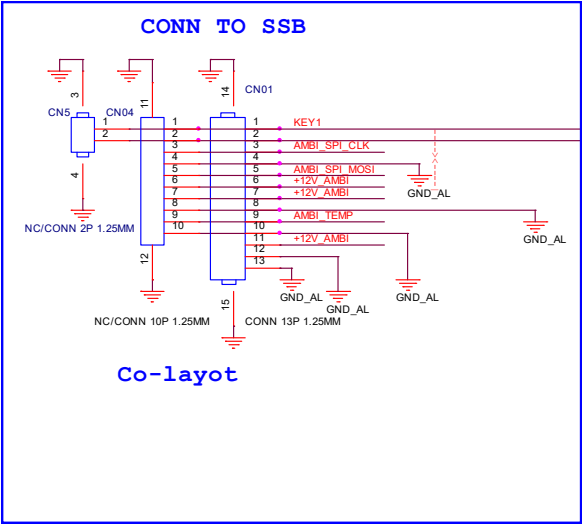 CONN TO SSB
CN01
CN5
CN04
3
11
14
1
2
1
2
3
4
5
6
7
8
9
10
1
2
3
4
5
6
7
8
9
10
11
12
13
KEY1
AMBI_SPI_CLK
AMBI_SPI_MOSI
+12V_AMBI
+12V_AMBI
GND_AL
AMBI_TEMP
+12V_AMBI
GND_AL
4
NC/CONN 2P 1.25MM
12
15
GND_AL
GND_AL
GND_AL
NC/CONN 10P 1.25MM
CONN 13P 1.25MM
Co-layot